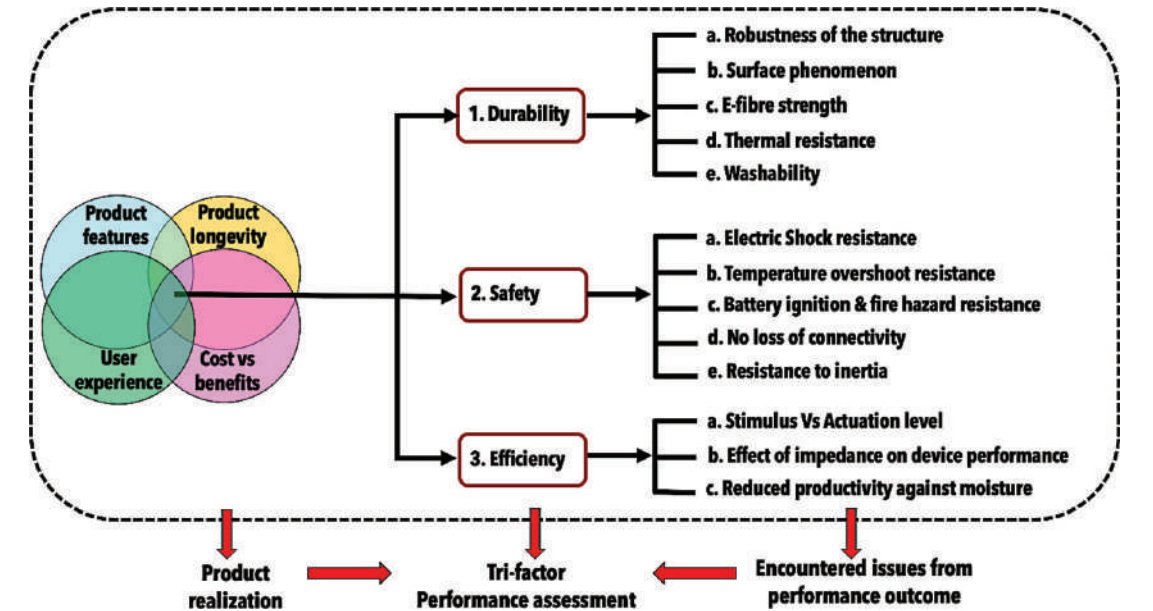 Product
features
Product
longevity
User
experience
Cost vs
benefits
1. Durability
a. Robustness of the structure
b. Surface phenomenon
c. E-fibre strength
d. Thermal resistance
e. Washability
2. Safety
a. Electric Shock resistance
b. Temperature overshoot resistance
c. Battery ignition & fire hazard resistance
d. No loss of connectivity
e. Resistance to inertia
3. Efficiency
a. Stimulus Vs Actuation level
b. Effect of impedance on device performance
c. Reduced productivity against moisture
Product
realization
Tri-factor
Performance assessment
Encountered issues from
performance outcome